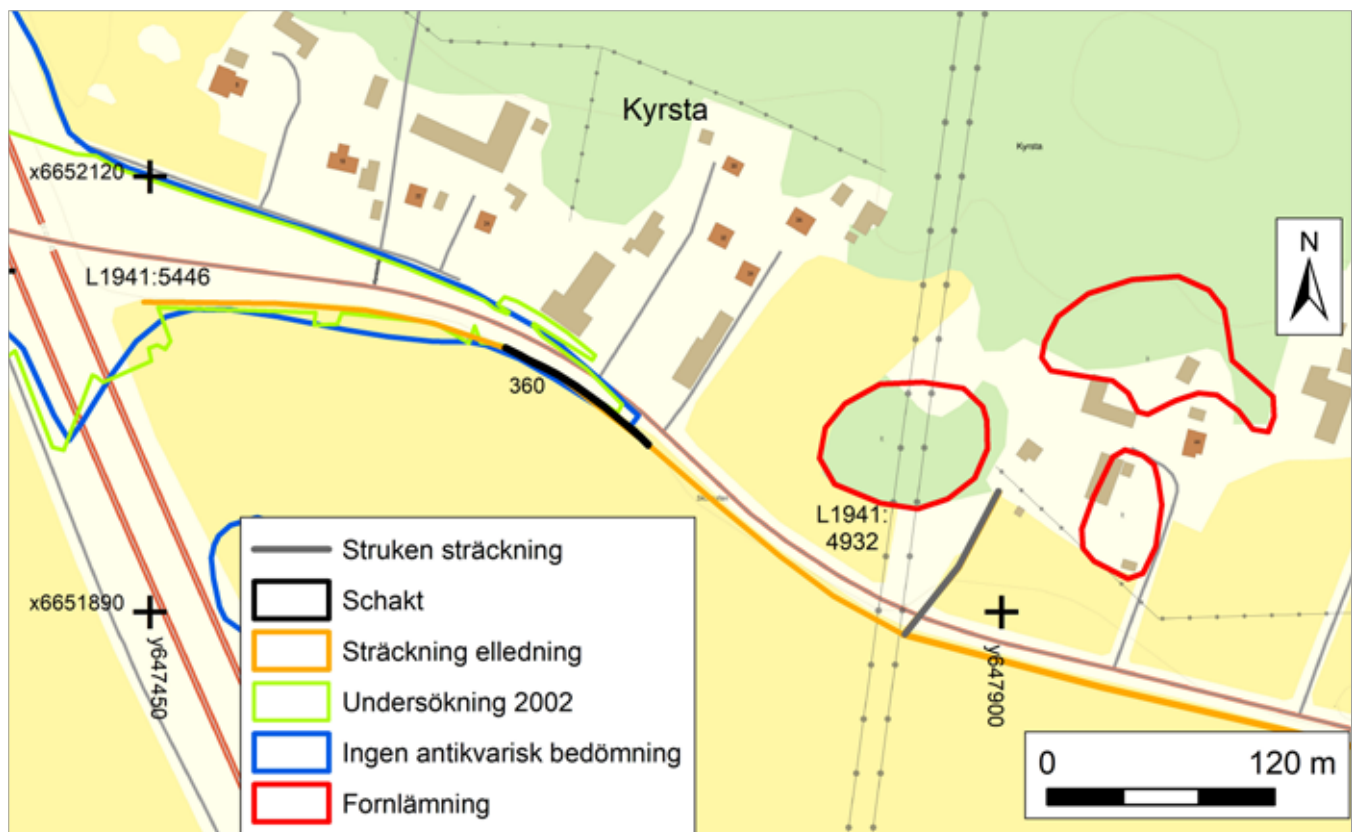 Kyrsta
Kyrsta
x6652120
N
L1941:5446
360
L1941:
4932
x6651890
y647450
y647900
Struken sträckning
Schakt
Sträckning elledning
Undersökning 2002
Ingen antikvarisk bedömning
Fornlämning
0 120 m